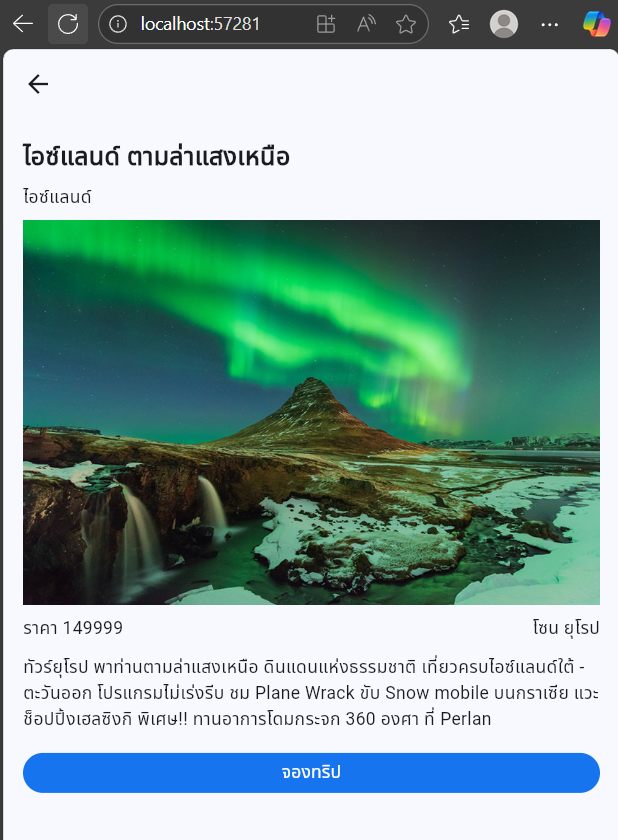 localhost:57281
ไอซ์แลนด์ ตามล่าแสงเหนือ
ไอซ์แลนด์
ราคา 149999
โซน ยุโรป
ทัวร์ยุโรป พาท่านตามล่าแสงเหนือ ดินแดนแห่งธรรมชาติ เที่ยวครบไอซ์แลนด์ใต้ -
ตะวันออก โปรแกรมไม่เร่งรีบ ชม Plane Wrack ขับ Snow mobile บนกราเซีย แวะ
ช็อปปิ้งเฮลซิงกิ พิเศษ!! ทานอาการโดมกระจก 360 องศา ที่ Perlan
จองทริป